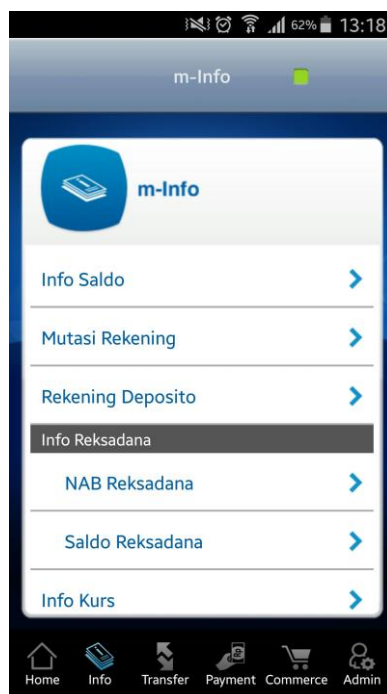 62% 13:18
m-Info
m-Info
Info Saldo
Mutasi Rekening
Rekening Deposito
Info Reksadana
NAB Reksadana
Saldo Reksadana
Info Kurs
Home Info Transfer Payment Commerce Admin